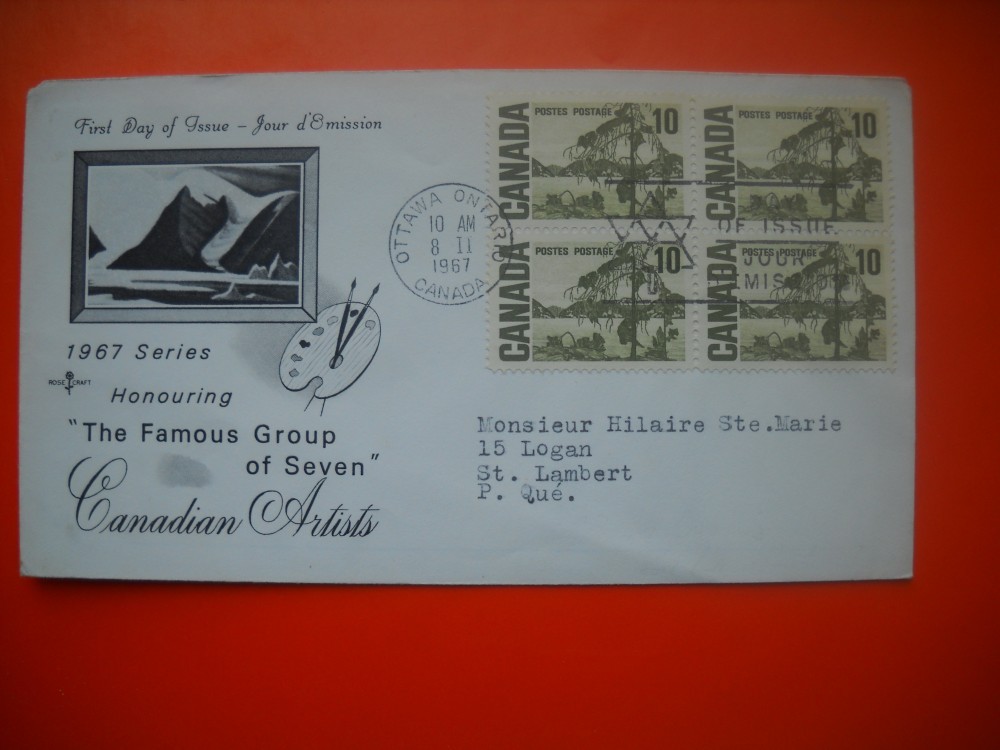 First Day of Issue – Jour d'Emission
1967 Series
ROSE CRAFT
Honouring
"The Famous Group
of Seven"
Canadian Artists
OTTAWA ONTARIO
10 AM
8 II
1967
CANADA
CANADA
POSTES POSTAGE
10
CANADA
POSTES POSTAGE
10
CANADA
POSTES POSTAGE
10
CANADA
POSTES POSTAGE
10
OF ISSUE
JOUR
Monsieur Hilaire Ste.Marie
15 Logan
St. Lambert
P. Qué.